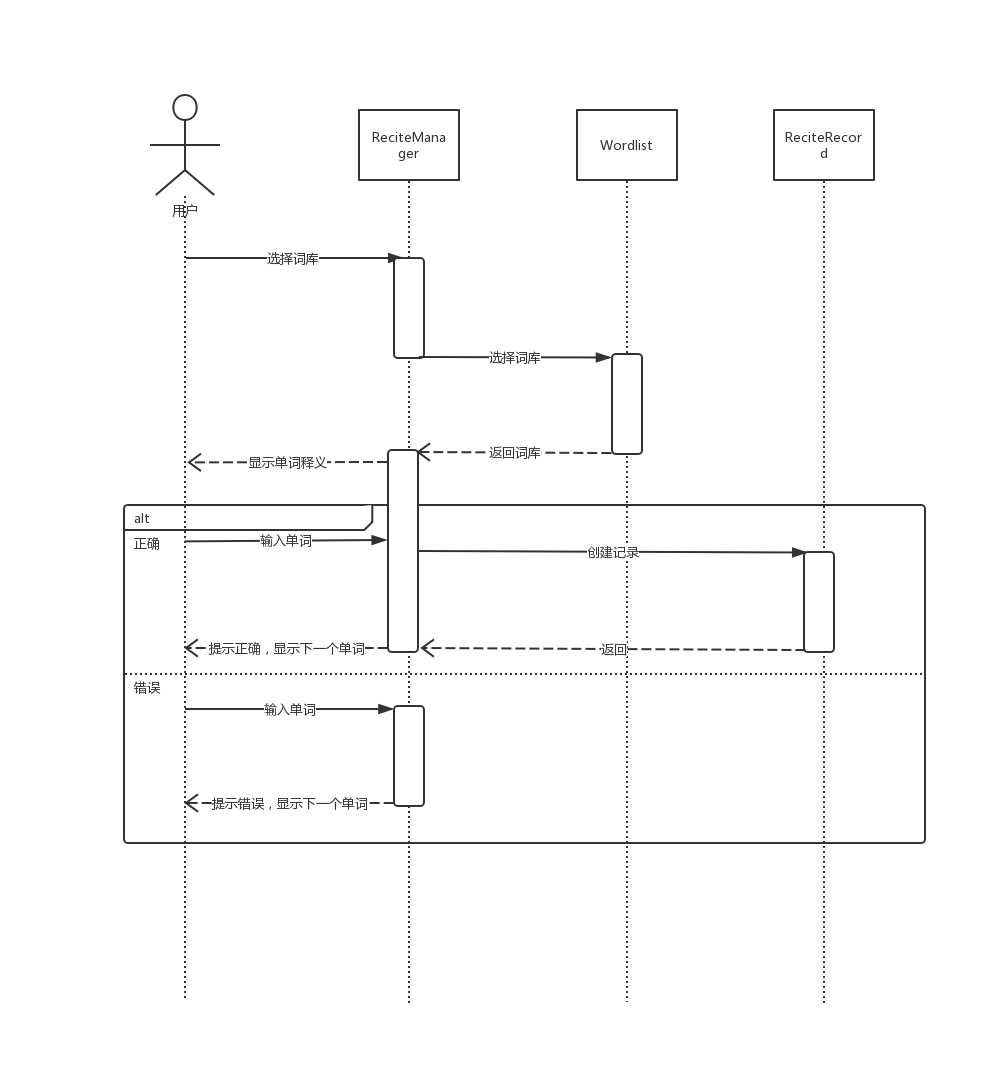 用户
ReciteMana
ger
Wordlist
ReciteRecor
d
选择词库
选择词库
返回词库
显示单词释义
alt
正确
输入单词
创建记录
提示正确，显示下一个单词
返回
错误
输入单词
提示错误，显示下一个单词